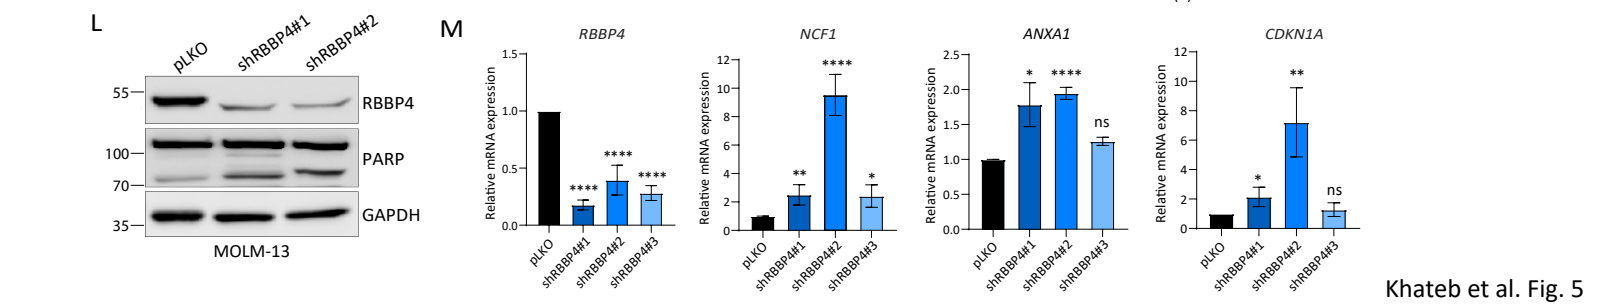 L
pLKO
shRBBP4#1
shRBBP4#2
55
RBBP4
100
PARP
70
GAPDH
35
MOLM-13
M
RBBP4
Relative mRNA expression
1.5
1.0
0.5
0.0
****
****
****
pLKO
shRBBP4#1
shRBBP4#2
shRBBP4#3
NCF1
Relative mRNA expression
12
10
8
6
4
2
0
**
****
*
pLKO
shRBBP4#1
shRBBP4#2
shRBBP4#3
ANXA1
Relative mRNA expression
2.5
2.0
1.5
1.0
0.5
0.0
*
****
ns
pLKO
shRBBP4#1
shRBBP4#2
shRBBP4#3
CDKN1A
Relative mRNA expression
12
10
8
6
4
2
0
*
**
ns
pLKO
shRBBP4#1
shRBBP4#2
shRBBP4#3
Khateb et al. Fig. 5